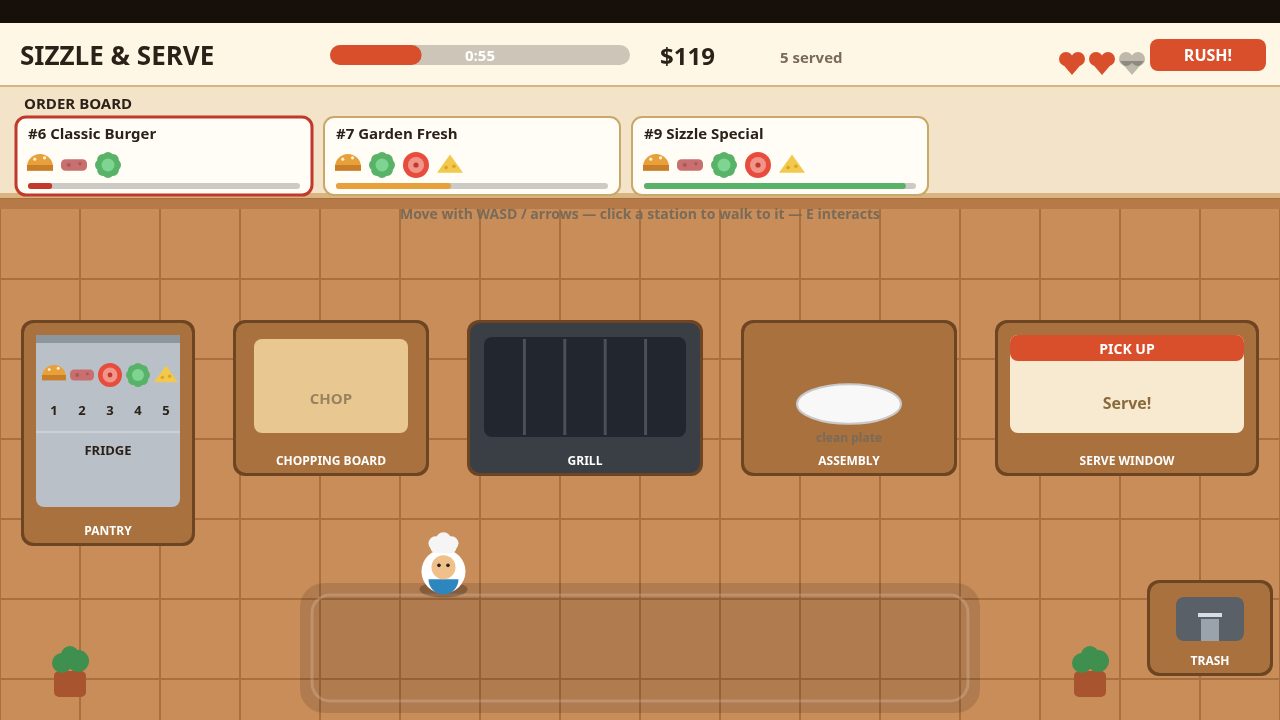 SIZZLE & SERVE
0:55
$119
5 served
RUSH!
ORDER BOARD
#6 Classic Burger
#7 Garden Fresh
#9 Sizzle Special
Move with WASD / arrows — click a station to walk to it — E interacts
1 2 3 4 5
FRIDGE
PANTRY
CHOP
CHOPPING BOARD
GRILL
clean plate
ASSEMBLY
PICK UP
Serve!
SERVE WINDOW
TRASH